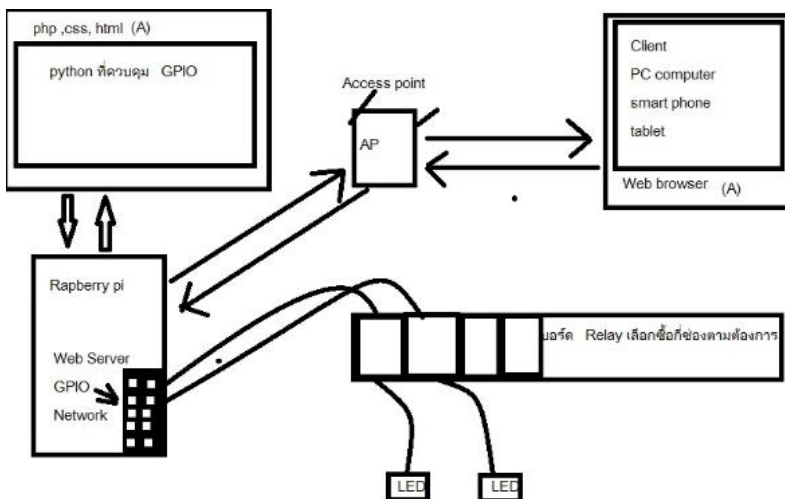 php ,css, html (A)
python ที่ควบคุม GPIO
Access point
AP
Client
PC computer
smart phone
tablet
Web browser (A)
Rapberry pi
Web Server
GPIO
Network
บอร์ด Relay เลือกซื้อกี่ช่องตามต้องการ
LED
LED